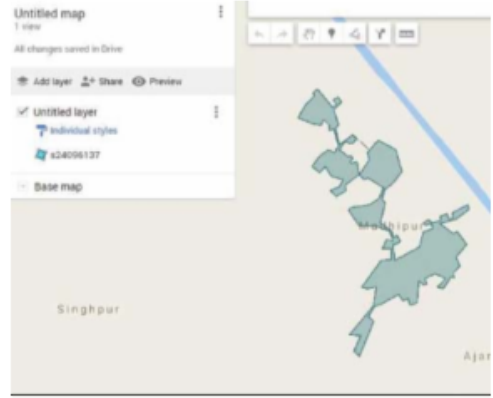 Untitled map
1 view
All changes saved in Drive
Add layer Share Preview
Untitled layer
Individual styles
s24096137
Base map
Madhipur
Singhpur
Ajar